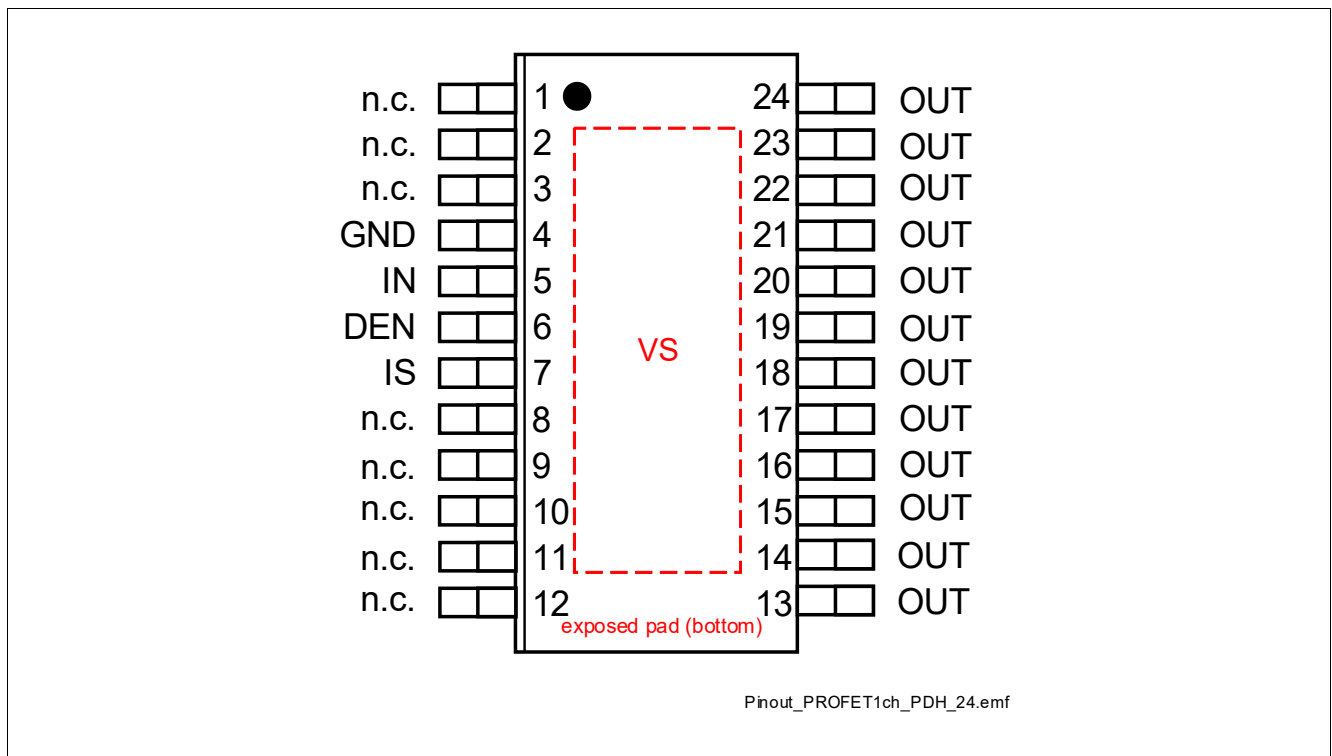 n.c. 1 24 OUT
n.c. 2 23 OUT
n.c. 3 22 OUT
GND 4 21 OUT
IN 5 20 OUT
DEN 6 19 OUT
VS
IS 7 18 OUT
n.c. 8 17 OUT
n.c. 9 16 OUT
n.c. 10 15 OUT
n.c. 11 14 OUT
n.c. 12 13 OUT
exposed pad (bottom)
Pinout_PROFET1ch_PDH_24.emf